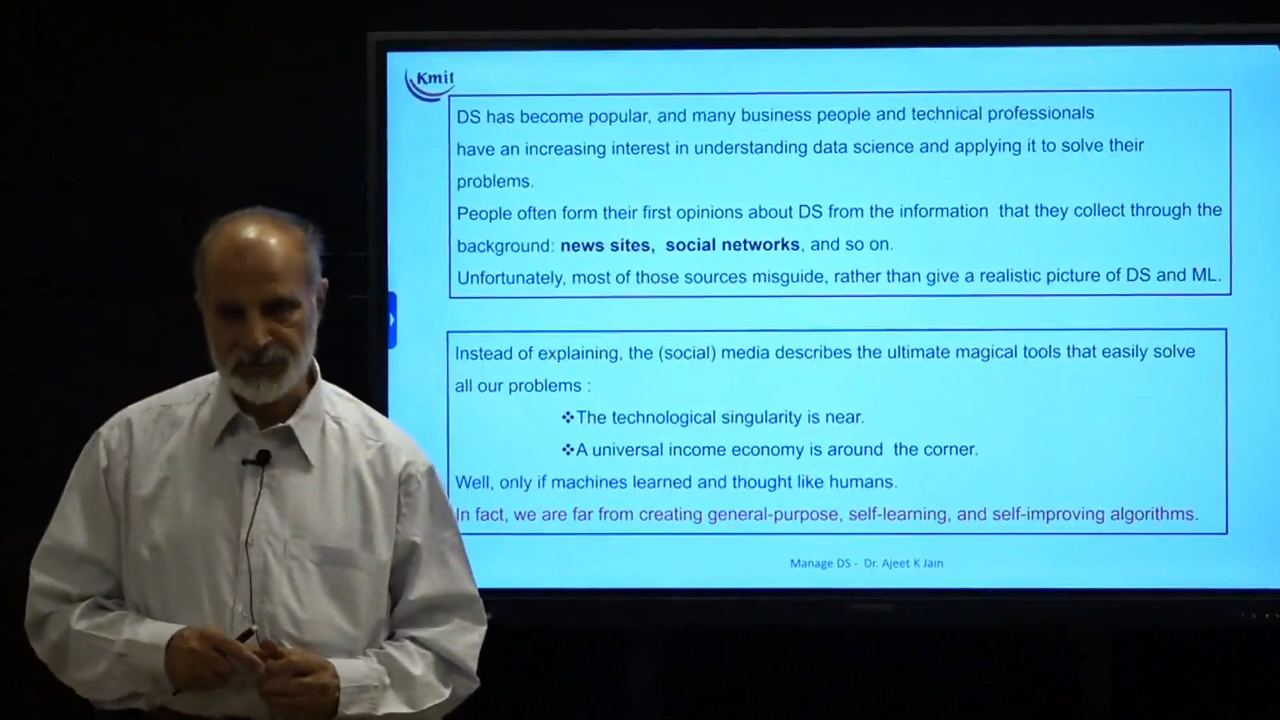 Kmit
DS has become popular, and many business people and technical professionals
have an increasing interest in understanding data science and applying it to solve their
problems.
People often form their first opinions about DS from the information that they collect through the
background: news sites, social networks, and so on.
Unfortunately, most of those sources misguide, rather than give a realistic picture of DS and ML.
Instead of explaining, the (social) media describes the ultimate magical tools that easily solve
all our problems :
❖The technological singularity is near.
❖A universal income economy is around the corner.
Well, only if machines learned and thought like humans.
In fact, we are far from creating general-purpose, self-learning, and self-improving algorithms.
Manage DS - Dr. Ajeet K Jain